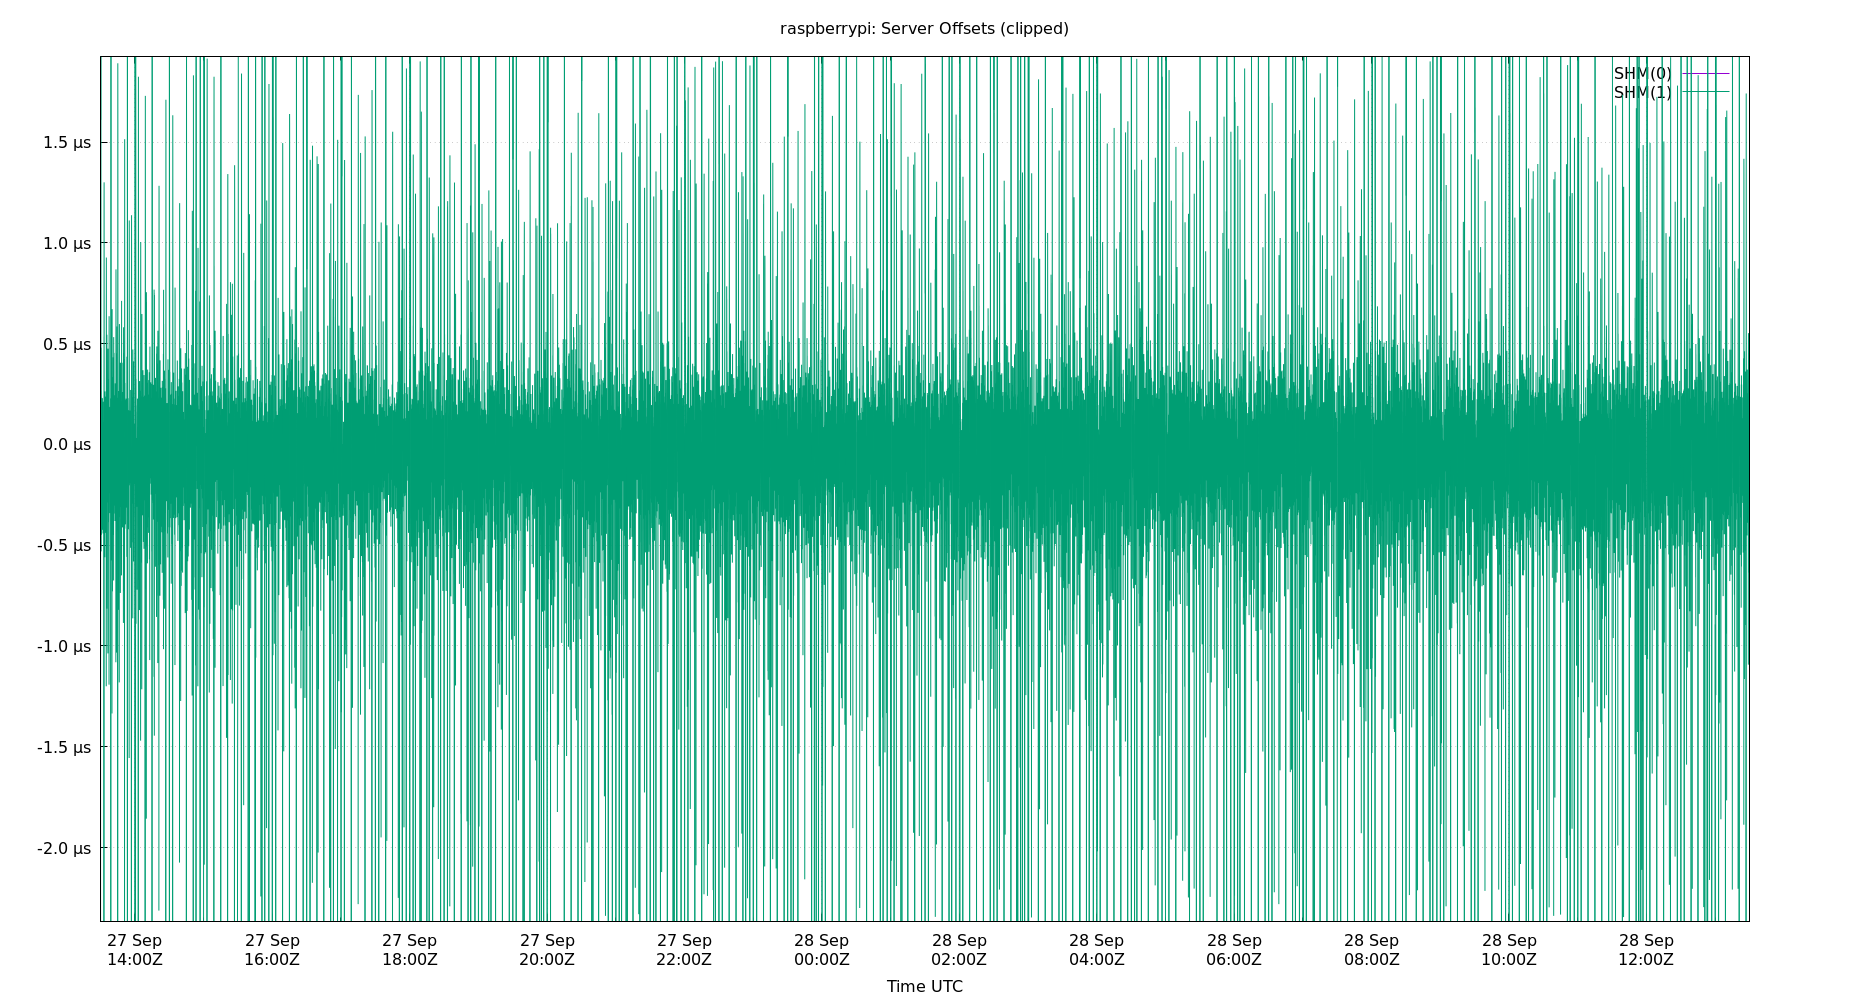 raspberrypi: Server Offsets (clipped)
SHM(0)
SHM(1)
1.5 µs
1.0 µs
0.5 µs
0.0 µs
-0.5 µs
-1.0 µs
-1.5 µs
-2.0 µs
27 Sep 27 Sep 27 Sep 27 Sep 27 Sep 28 Sep 28 Sep 28 Sep 28 Sep 28 Sep 28 Sep 28 Sep
14:00Z 16:00Z 18:00Z 20:00Z 22:00Z 00:00Z 02:00Z 04:00Z 06:00Z 08:00Z 10:00Z 12:00Z
Time UTC